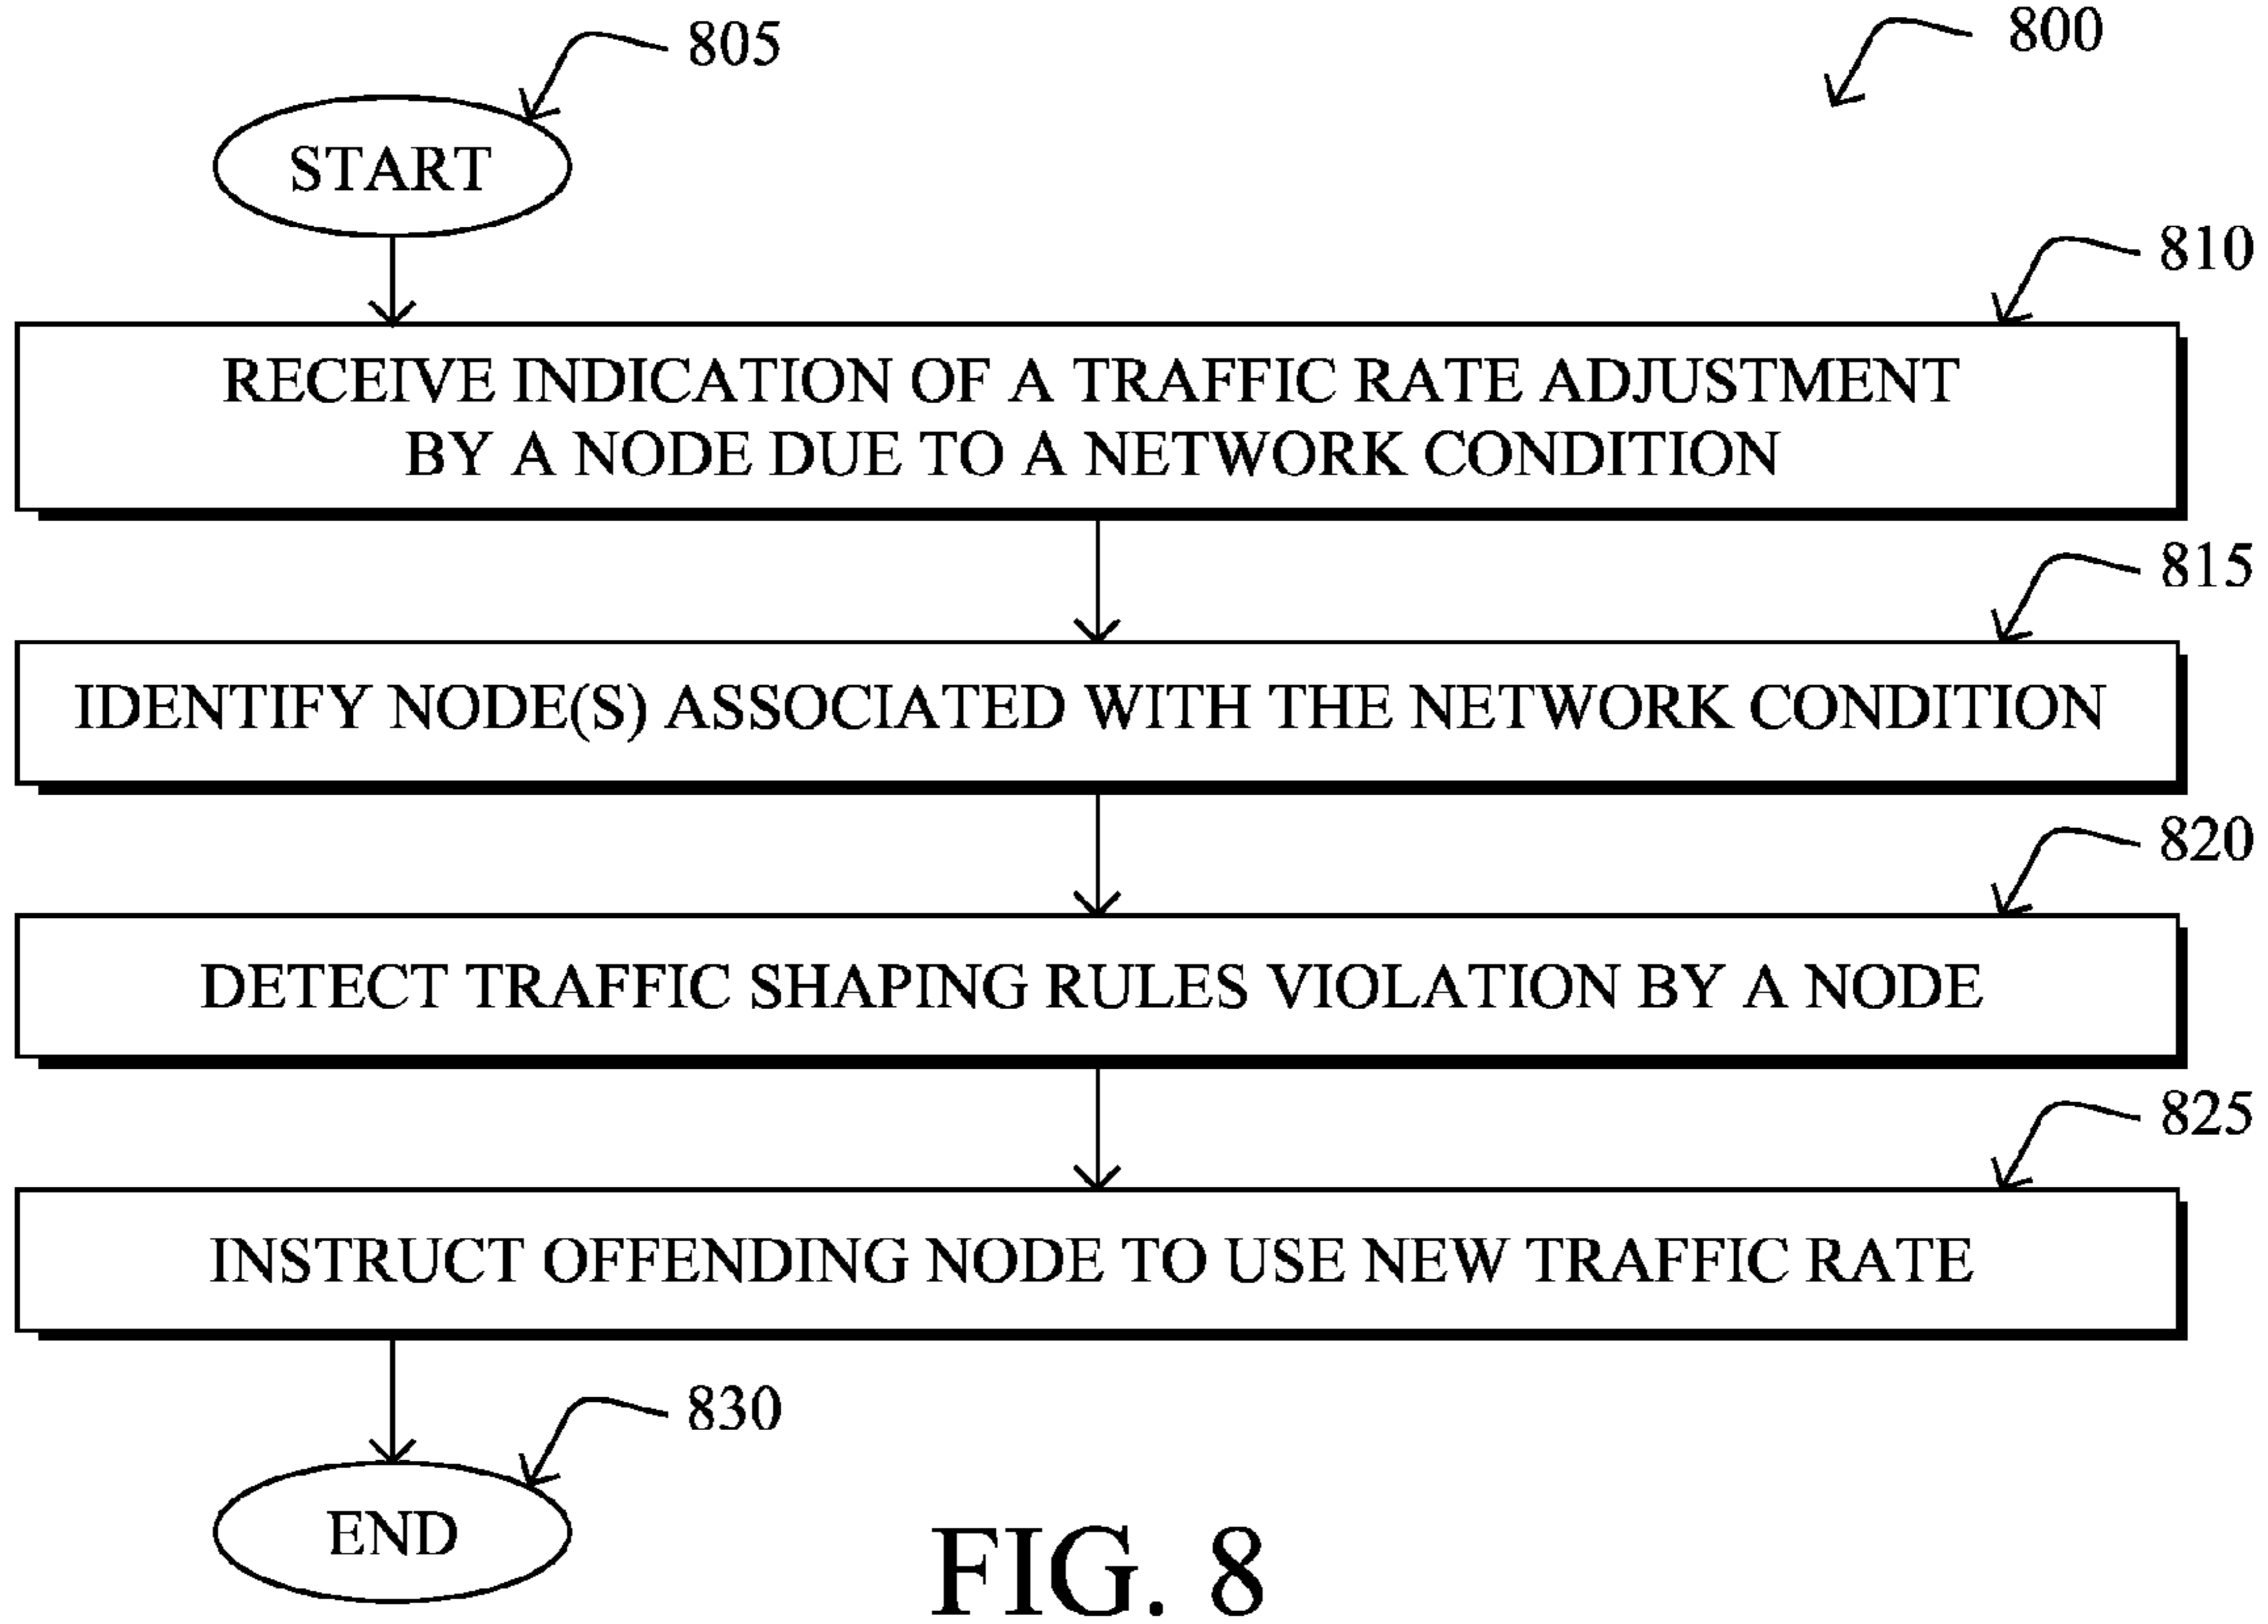 805
800
START
810
RECEIVE INDICATION OF A TRAFFIC RATE ADJUSTMENT
BY A NODE DUE TO A NETWORK CONDITION
815
IDENTIFY NODE(S) ASSOCIATED WITH THE NETWORK CONDITION
820
DETECT TRAFFIC SHAPING RULES VIOLATION BY A NODE
825
INSTRUCT OFFENDING NODE TO USE NEW TRAFFIC RATE
830
END
FIG. 8